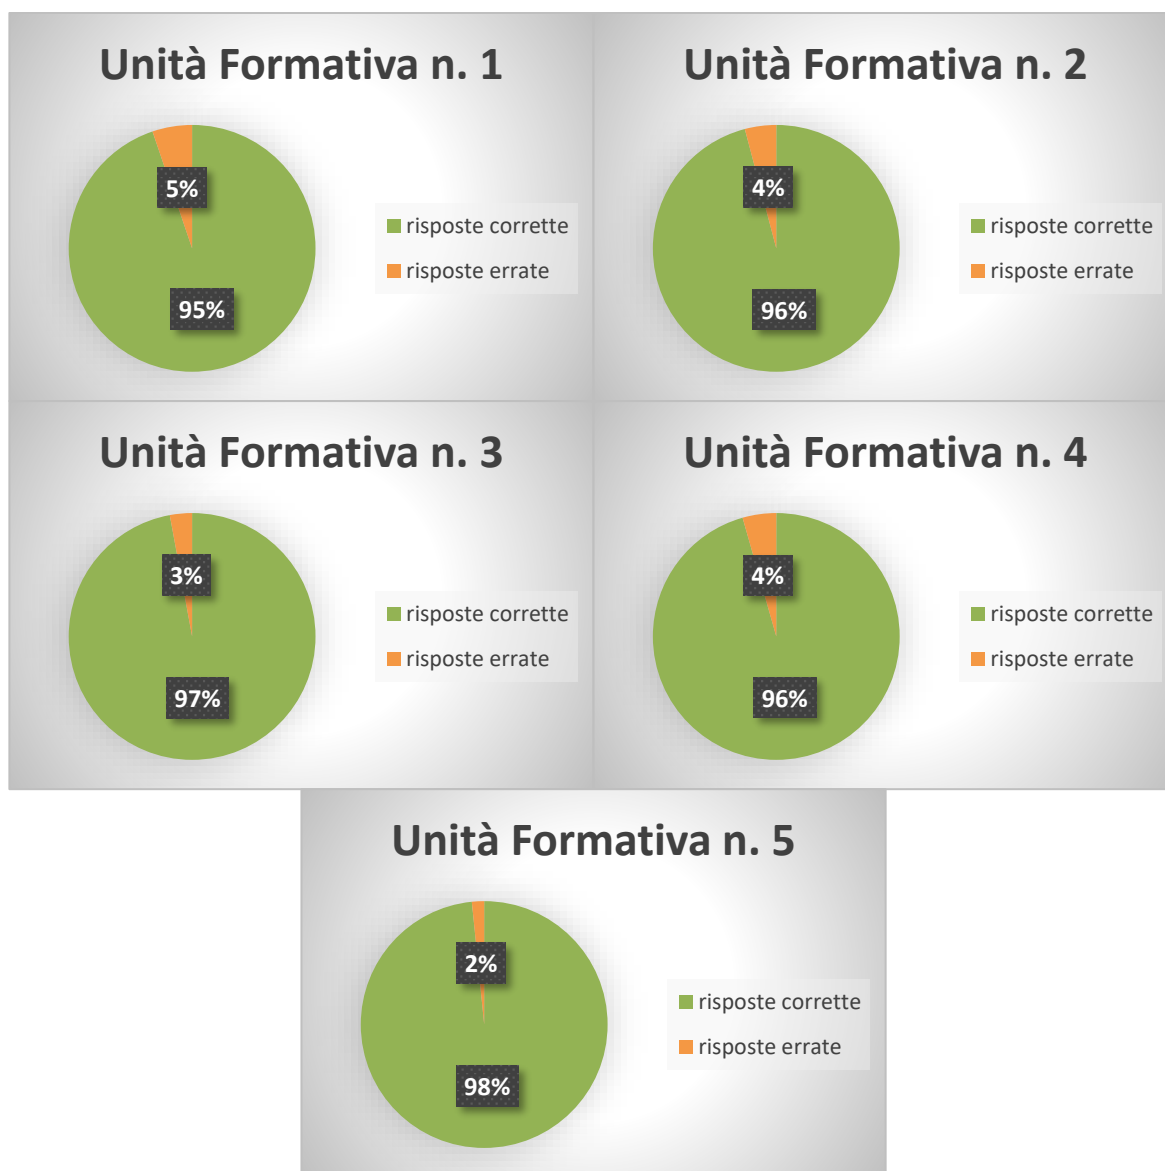 Unità Formativa n. 1
5%
95%
risposte corrette
risposte errate
Unità Formativa n. 2
4%
96%
risposte corrette
risposte errate
Unità Formativa n. 3
3%
97%
risposte corrette
risposte errate
Unità Formativa n. 4
4%
96%
risposte corrette
risposte errate
Unità Formativa n. 5
2%
98%
risposte corrette
risposte errate